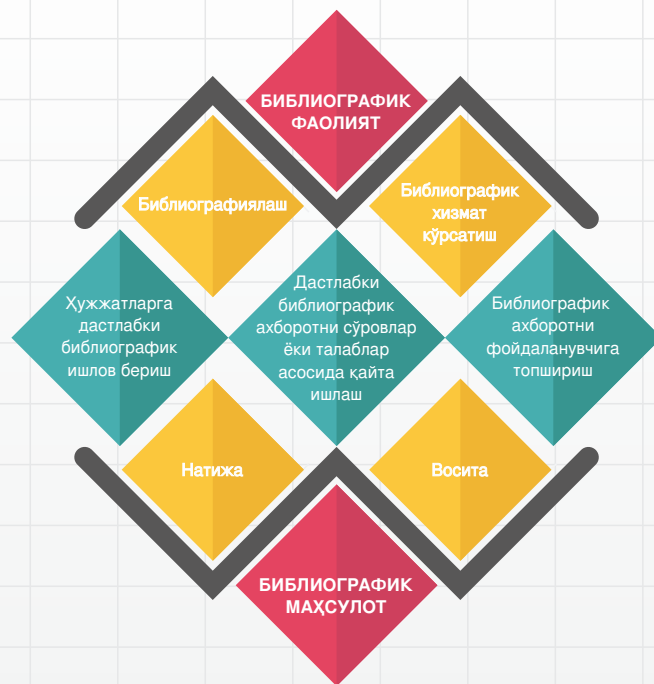 БИБЛИОГРАФИК
ФАОЛИЯТ
Библиографиялаш
Библиографик
хизмат
кўрсатиш
Ҳужжатларга
дастлабки
библиографик
ишлов бериш
Дастлабки
библиографик
ахборотни сўровлар
ёки талаблар
асосида қайта
ишлаш
Библиографик
ахборотни
фойдаланувчига
топшириш
Натижа
Восита
БИБЛИОГРАФИК
МАҲСУЛОТ